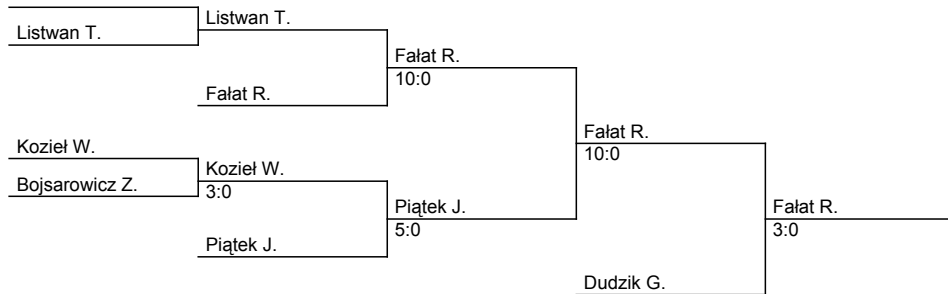 Listwan T.
Listwan T.
Fałat R.
10:0
Fałat R.
Fałat R.
10:0
Kozieł W.
Kozieł W.
3:0
Bojsarowicz Z.
Piątek J.
5:0
Fałat R.
3:0
Piątek J.
Dudzik G.